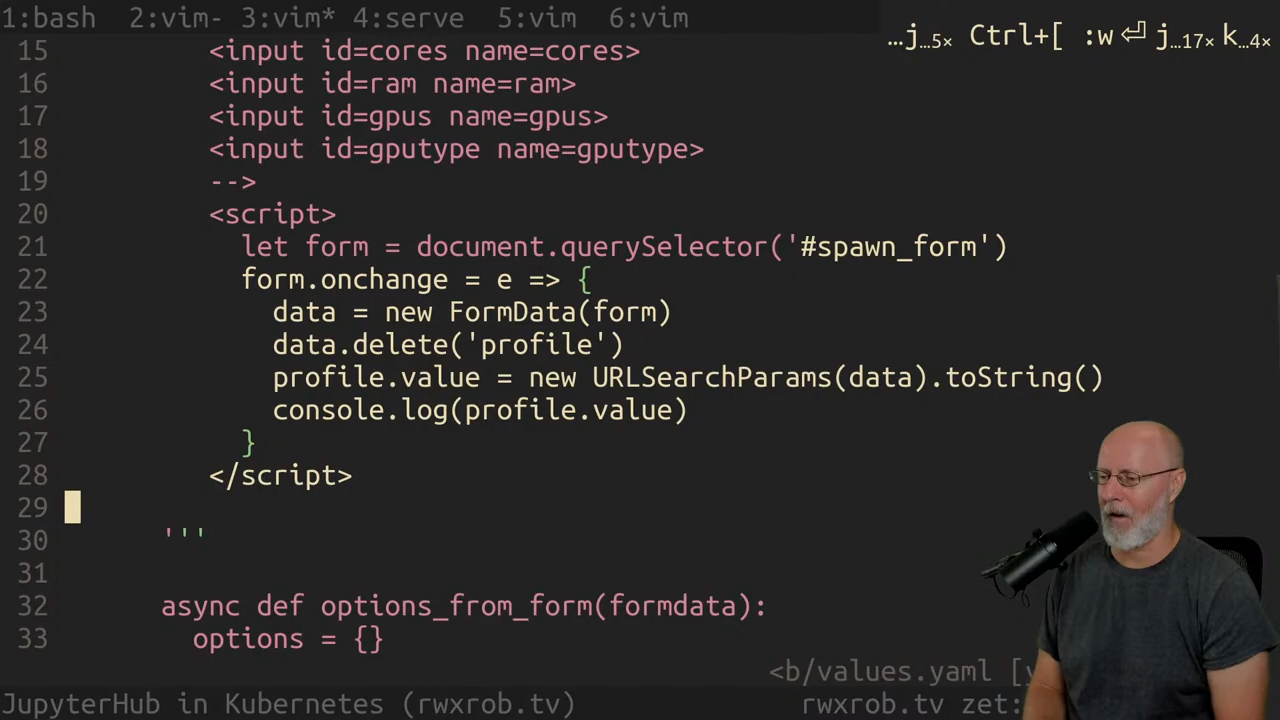 1:bash 2:vim- 3:vim* 4:serve 5:vim 6:vim
…j…5× Ctrl+[ :w⏎ j…17× k…4×
15 <input id=cores name=cores>
16 <input id=ram name=ram>
17 <input id=gpus name=gpus>
18 <input id=gputype name=gputype>
19 -->
20 <script>
21 let form = document.querySelector('#spawn_form')
22 form.onchange = e => {
23 data = new FormData(form)
24 data.delete('profile')
25 profile.value = new URLSearchParams(data).toString()
26 console.log(profile.value)
27 }
28 </script>
29
30 '''
31
32 async def options_from_form(formdata):
33 options = {}
<b/values.yaml [y
JupyterHub in Kubernetes (rwxrob.tv) rwxrob.tv zet: